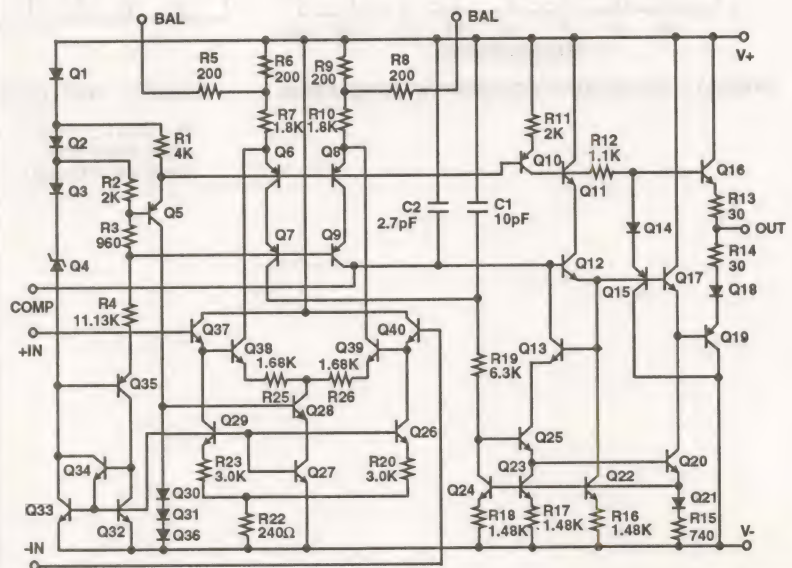 BAL
BAL
V+
Q1
R5
200
R6
200
R9
200
R8
200
R7
1.8K
R10
1.8K
R11
2K
Q2
R1
4K
Q3
R2
2K
Q5
Q6
Q8
Q10
Q11
R12
1.1K
Q16
R13
30
OUT
R3
960
C2
2.7pF
C1
10pF
Q14
R14
30
Q4
Q7
Q9
Q12
Q15
Q17
Q18
COMP
R4
11.13K
+IN
Q37
Q38
Q39
Q40
Q13
Q19
1.68K
R25
1.68K
R26
R19
6.3K
Q35
Q28
Q29
Q26
Q25
Q34
R23
3.0K
Q27
R20
3.0K
Q24
Q23
Q22
Q20
Q33
Q32
Q30
Q31
Q36
R22
240Ω
R18
1.48K
R17
1.48K
R16
1.48K
Q21
R15
740
-IN
V-